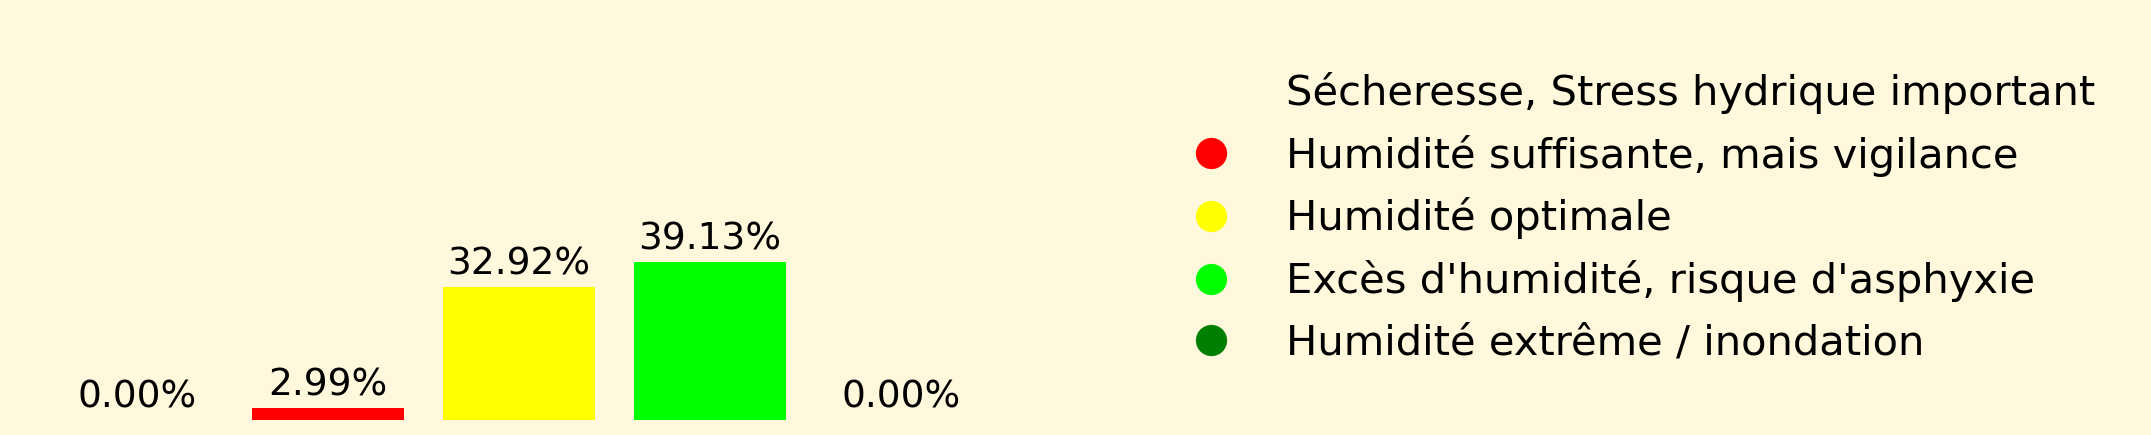 0.00%
2.99%
32.92%
39.13%
0.00%
Sécheresse, Stress hydrique important
Humidité suffisante, mais vigilance
Humidité optimale
Excès d'humidité, risque d'asphyxie
Humidité extrême / inondation